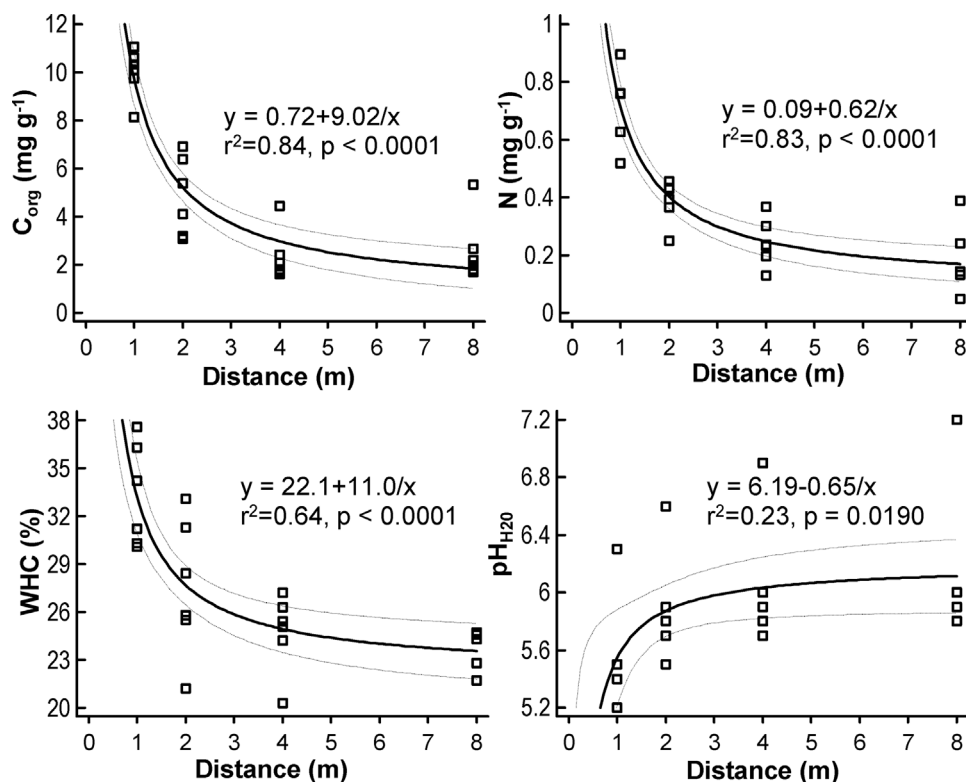 12
10
8
6
4
2
0
C_org (mg g⁻¹)
y = 0.72+9.02/x
r²=0.84, p < 0.0001
0 1 2 3 4 5 6 7 8
Distance (m)
1
0.8
0.6
0.4
0.2
0
N (mg g⁻¹)
y = 0.09+0.62/x
r²=0.83, p < 0.0001
0 1 2 3 4 5 6 7 8
Distance (m)
38
35
32
29
26
23
20
WHC (%)
y = 22.1+11.0/x
r²=0.64, p < 0.0001
0 1 2 3 4 5 6 7 8
Distance (m)
7.2
6.8
6.4
6
5.6
5.2
pH_H20
y = 6.19-0.65/x
r²=0.23, p = 0.0190
0 1 2 3 4 5 6 7 8
Distance (m)